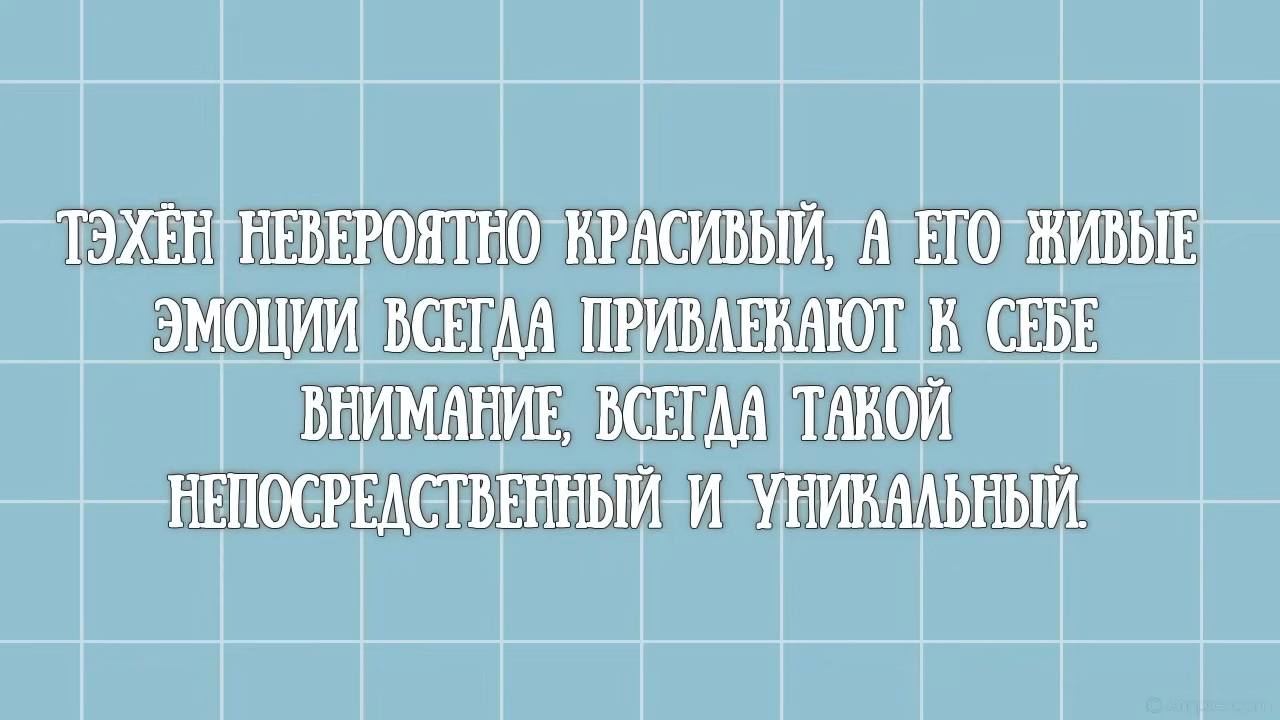 ТЭХЁН НЕВЕРОЯТНО КРАСИВЫЙ, А ЕГО ЖИВЫЕ
ЭМОЦИИ ВСЕГДА ПРИВЛЕКАЮТ К СЕБЕ
ВНИМАНИЕ, ВСЕГДА ТАКОЙ
НЕПОСРЕДСТВЕННЫЙ И УНИКАЛЬНЫЙ.